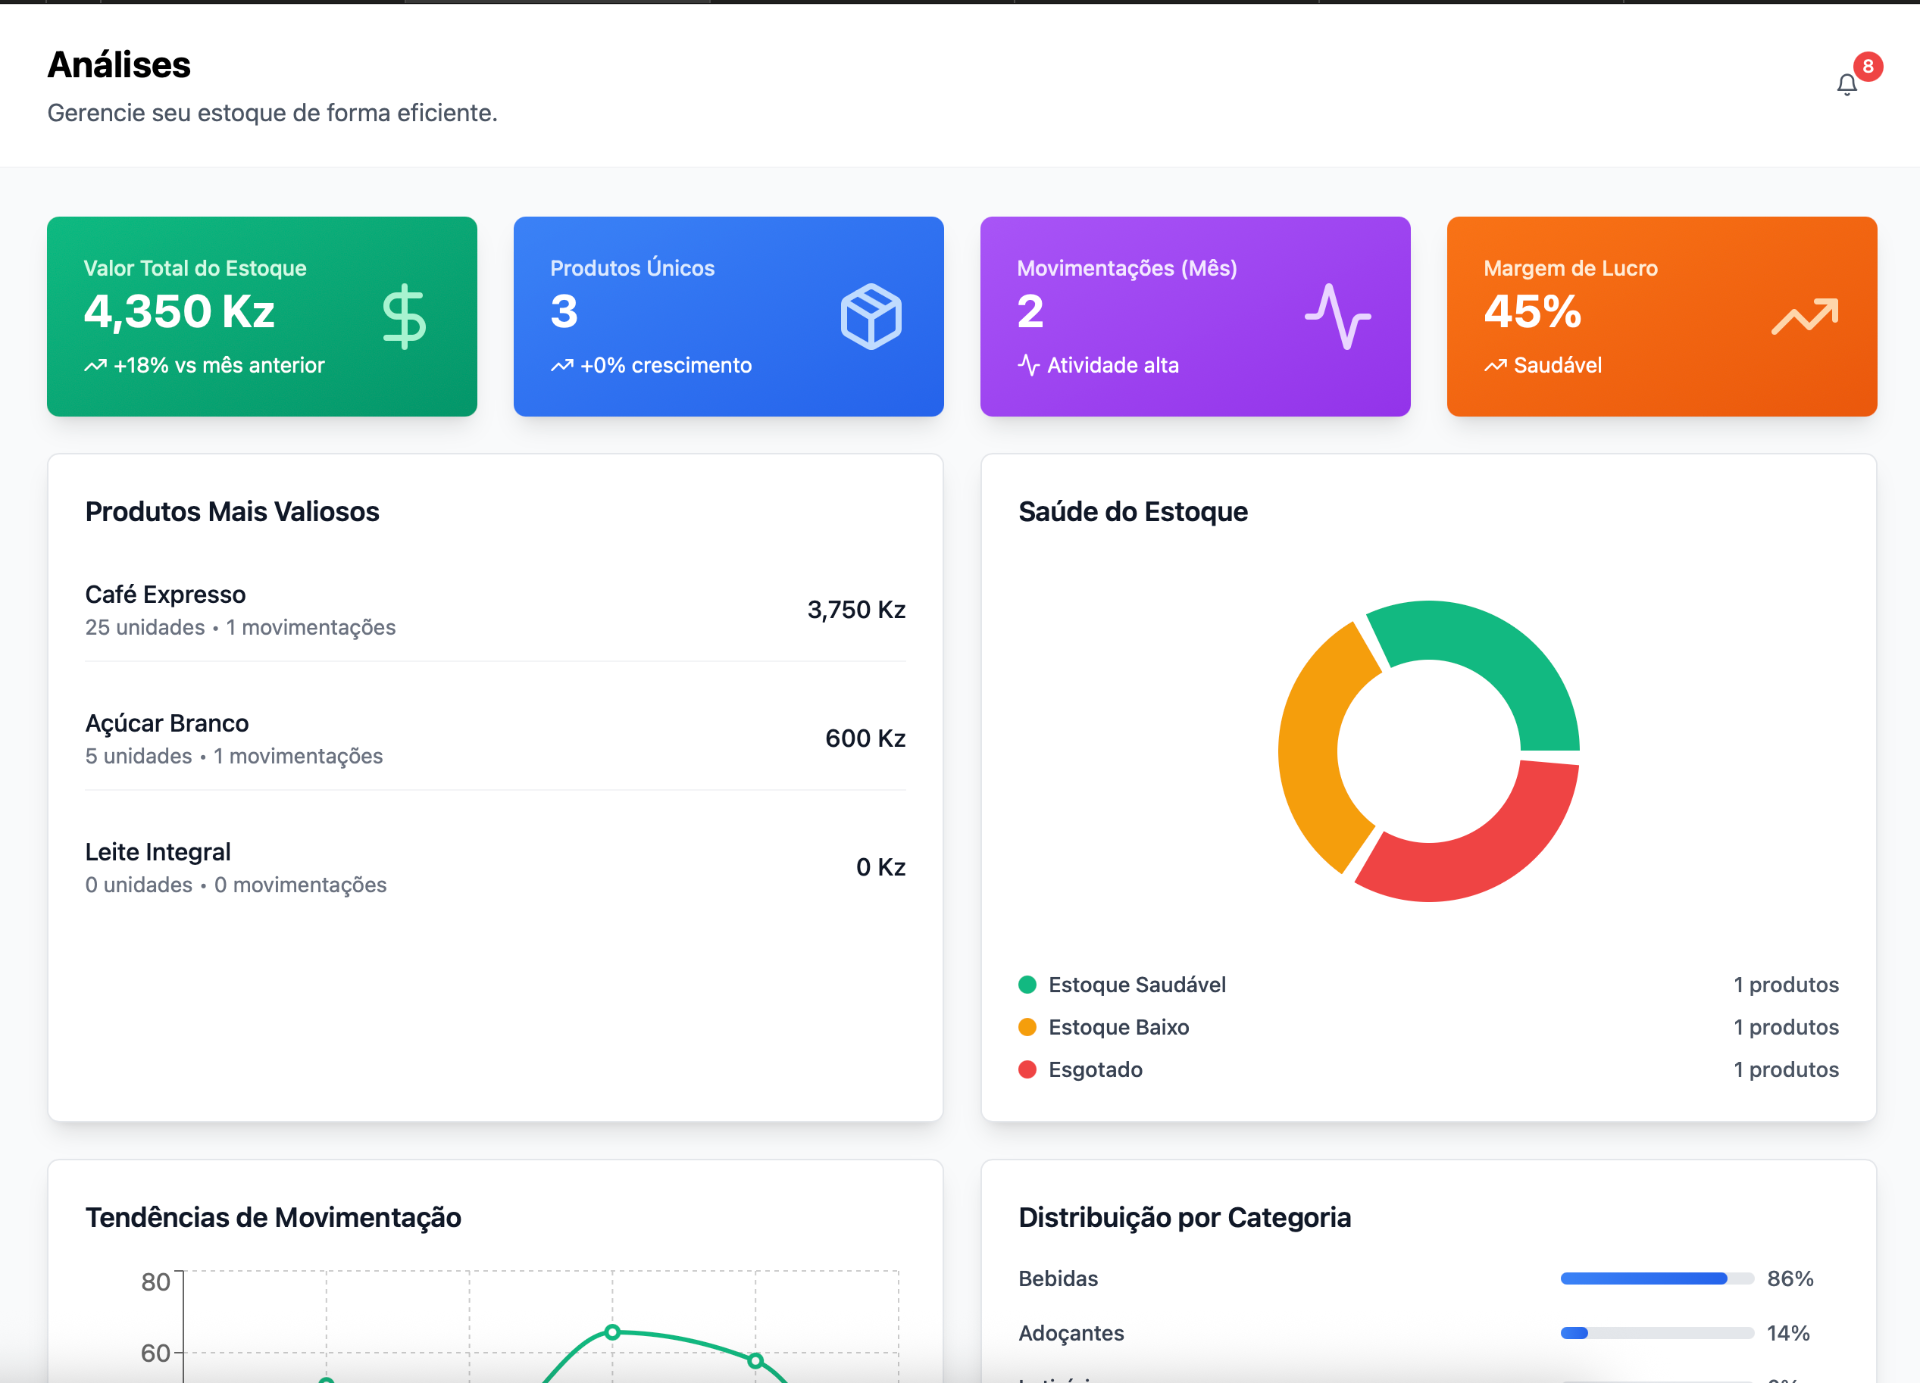 Análises
8
Gerencie seu estoque de forma eficiente.
Valor Total do Estoque
4,350 Kz
+18% vs mês anterior
Produtos Únicos
3
+0% crescimento
Movimentações (Mês)
2
Atividade alta
Margem de Lucro
45%
Saudável
Produtos Mais Valiosos
Café Expresso
25 unidades • 1 movimentações
3,750 Kz
Açúcar Branco
5 unidades • 1 movimentações
600 Kz
Leite Integral
0 unidades • 0 movimentações
0 Kz
Saúde do Estoque
Estoque Saudável 1 produtos
Estoque Baixo 1 produtos
Esgotado 1 produtos
Tendências de Movimentação
80
60
Distribuição por Categoria
Bebidas 86%
Adoçantes 14%